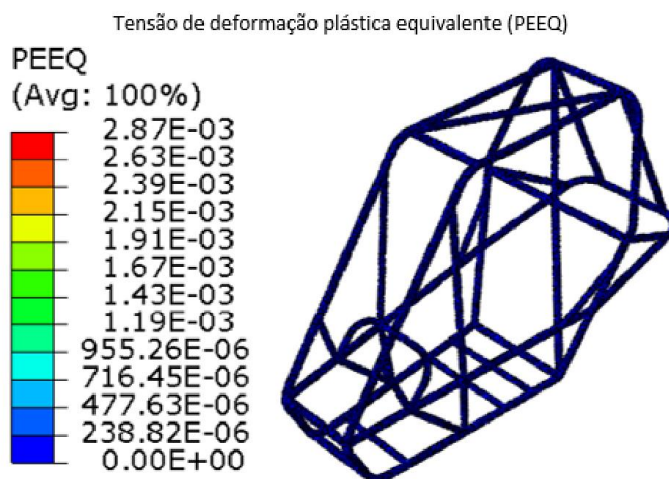 Tensão de deformação plástica equivalente (PEEQ)
PEEQ
(Avg: 100%)
2.87E-03
2.63E-03
2.39E-03
2.15E-03
1.91E-03
1.67E-03
1.43E-03
1.19E-03
955.26E-06
716.45E-06
477.63E-06
238.82E-06
0.00E+00